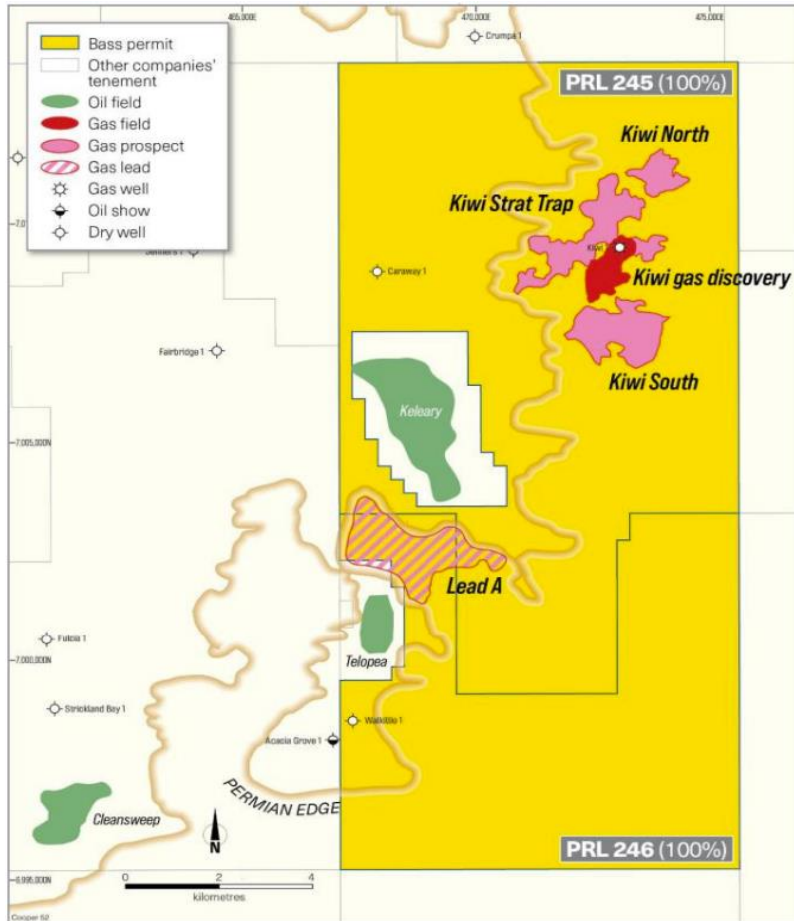 465,000E
470,000E
475,000E
Crumpa 1
Bass permit
Other companies'
tenement
Oil field
Gas field
Gas prospect
Gas lead
Gas well
Oil show
Dry well
PRL 245 (100%)
Kiwi North
Kiwi Strat Trap
Kiwi gas discovery
Caraway 1
Kiwi South
Fairbridge 1
Keleary
7,005,000N
Lead A
Fulcia 1
Telopea
7,000,000N
Strickland Bay 1
Acacia Grove 1
PERMIAN EDGE
Cleansweep
N
PRL 246 (100%)
6,995,000N
0 2 4
kilometres
Cooper 52